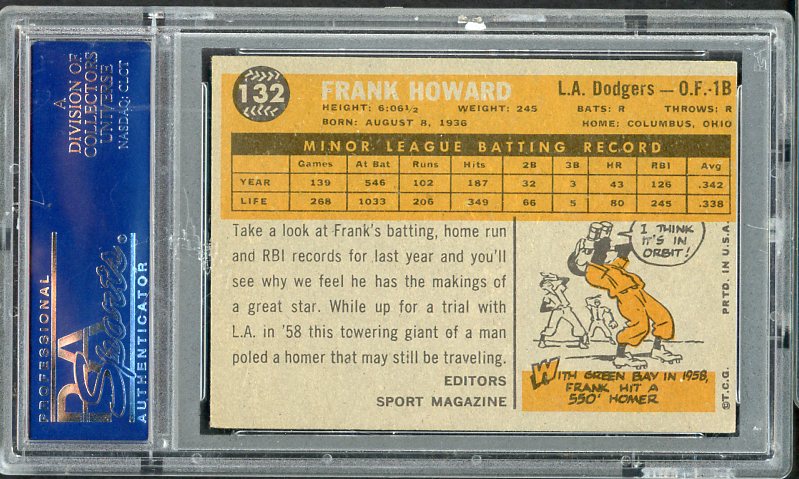 A
DIVISION OF
COLLECTORS
UNIVERSE
NASDAQ: CLCT
PROFESSIONAL
PSA
Sports
AUTHENTICATOR
132
FRANK HOWARD
L.A. Dodgers — O.F.-1B
HEIGHT: 6:06½ WEIGHT: 245 BATS: R THROWS: R
BORN: AUGUST 8, 1936 HOME: COLUMBUS, OHIO
MINOR LEAGUE BATTING RECORD
Games At Bat Runs Hits 2B 3B HR RBI Avg
YEAR 139 546 102 187 32 3 43 126 .342
LIFE 268 1033 206 349 66 5 80 245 .338
Take a look at Frank's batting, home run
and RBI records for last year and you'll
see why we feel he has the makings of
a great star. While up for a trial with
L.A. in '58 this towering giant of a man
poled a homer that may still be traveling.
EDITORS
SPORT MAGAZINE
I THINK
IT'S IN
ORBIT!
WITH GREEN BAY IN 1958,
FRANK HIT A
550' HOMER
©T.C.G. PRTD. IN U.S.A.